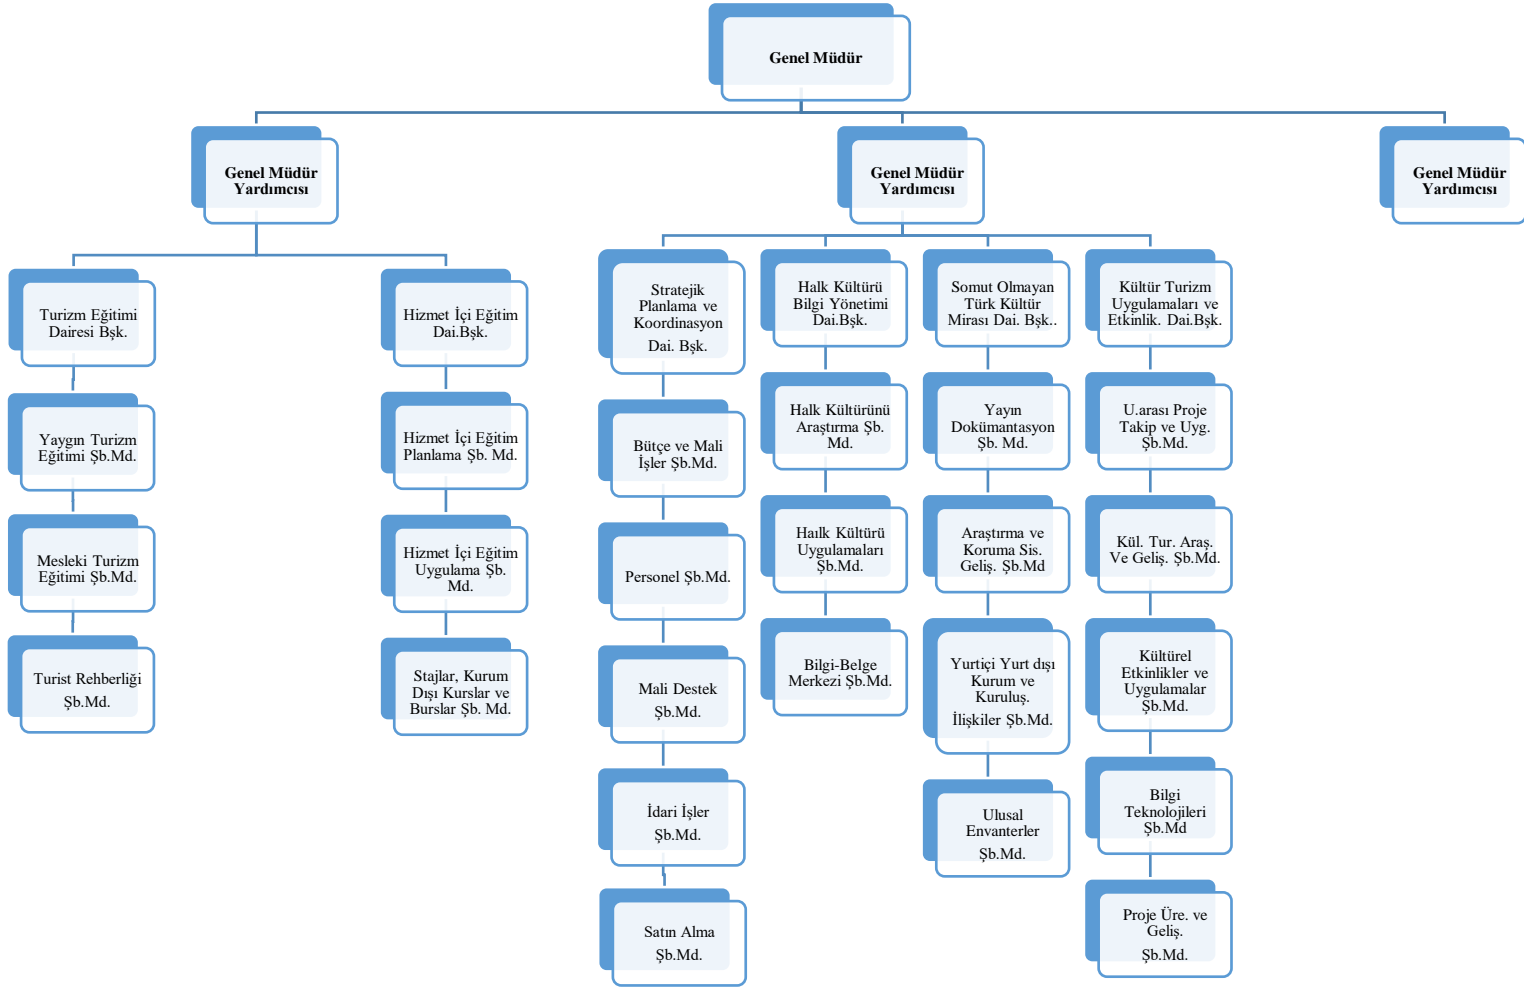 Genel Müdür
Genel Müdür
Yardımcısı
Genel Müdür
Yardımcısı
Genel Müdür
Yardımcısı
Turizm Eğitimi
Dairesi Bşk.
Yaygın Turizm
Eğitimi Şb.Md.
Mesleki Turizm
Eğitimi Şb.Md.
Turist Rehberliği
Şb.Md.
Hizmet İçi Eğitim
Dai.Bşk.
Hizmet İçi Eğitim
Planlama Şb. Md.
Hizmet İçi Eğitim
Uygulama Şb.
Md.
Stajlar, Kurum
Dışı Kurslar ve
Burslar Şb. Md.
Stratejik
Planlama ve
Koordinasyon
Dai. Bşk.
Bütçe ve Mali
İşler Şb.Md.
Personel Şb.Md.
Mali Destek
Şb.Md.
İdari İşler
Şb.Md.
Satın Alma
Şb.Md.
Halk Kültürü
Bilgi Yönetimi
Dai.Bşk.
Halk Kültürünü
Araştırma Şb.
Md.
Haılk Kültürü
Uygulamaları
Şb.Md.
Bilgi-Belge
Merkezi Şb.Md.
Somut Olmayan
Türk Kültür
Mirası Dai. Bşk..
Yayın
Dokümantasyon
Şb. Md.
Araştırma ve
Koruma Sis.
Geliş. Şb.Md
Yurtiçi Yurt dışı
Kurum ve
Kuruluş.
İlişkiler Şb.Md.
Ulusal
Envanterler
Şb.Md.
Kültür Turizm
Uygulamaları ve
Etkinlik. Dai.Bşk.
U.arası Proje
Takip ve Uyg.
Şb.Md.
Kül. Tur. Araş.
Ve Geliş. Şb.Md.
Kültürel
Etkinlikler ve
Uygulamalar
Şb.Md.
Bilgi
Teknolojileri
Şb.Md
Proje Üre. ve
Geliş.
Şb.Md.